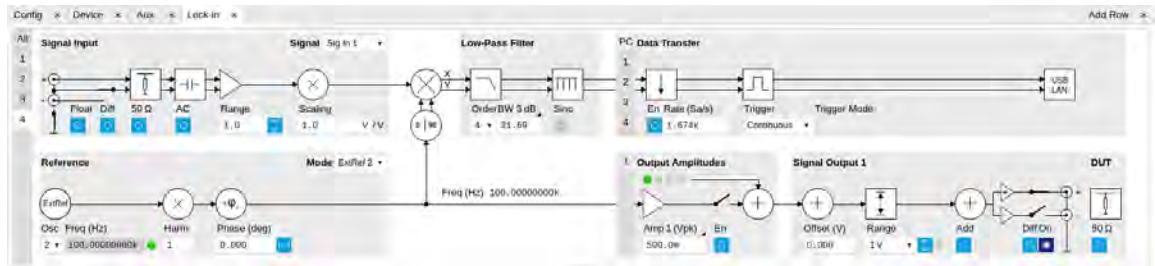 Config × Device × Aux × Lock-in × Add Row ×
All Signal Input Signal Sig In 1 Low-Pass Filter PC Data Transfer
1 1
2 X 2 USB
Y LAN
3 Float Diff 50 Ω AC Range Scaling Order BW 3 dB Sinc 3 En Rate (Sa/s) Trigger Trigger Mode
4 1.0 1.0 V /V 0 90 4 31.69 4 1.674k Continuous
Reference Mode ExtRef 2 1 Output Amplitudes Signal Output 1 DUT
Freq (Hz) 100.00000000k
ExtRef +φ
Osc Freq (Hz) Harm Phase (deg) Amp 1 (Vpk) En Offset (V) Range Add Diff On 50 Ω
2 100.00000000k 1 0.000 500.0m 0.000 1 V